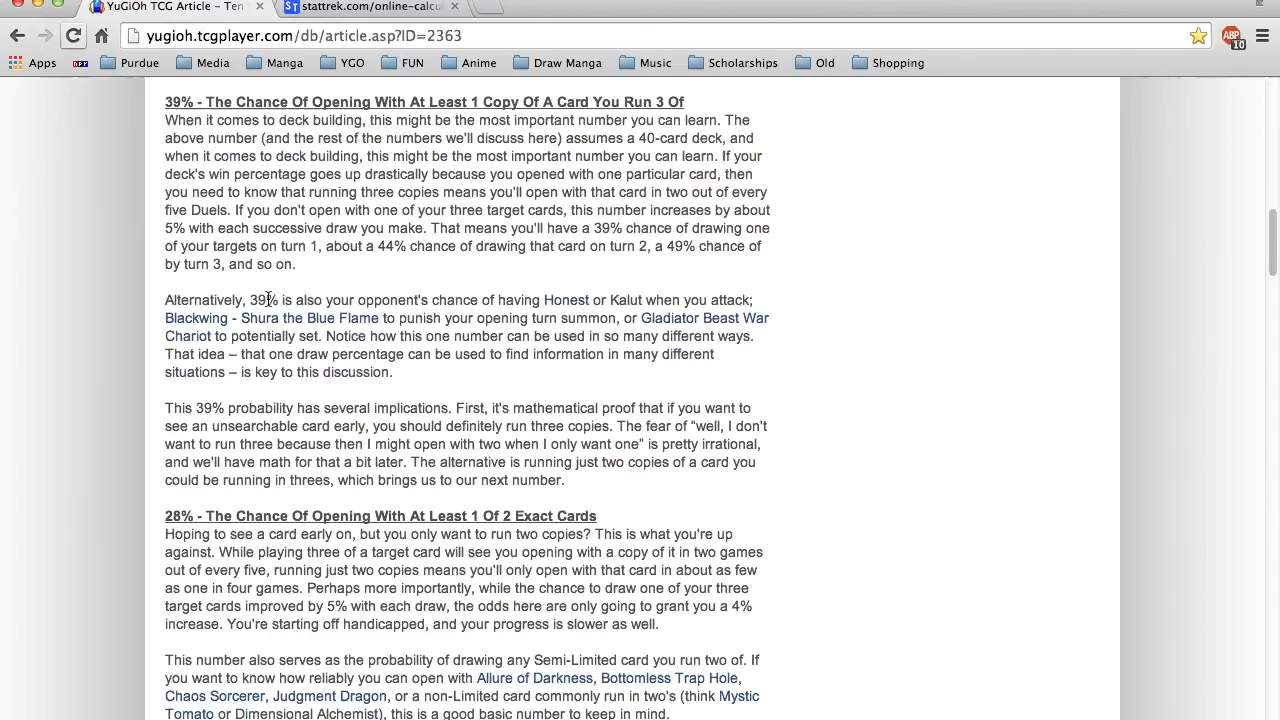 YuGiOh TCG Article – Ten
stattrek.com/online-calcu
yugioh.tcgplayer.com/db/article.asp?ID=2363
ABP
10
Apps
Purdue
Media
Manga
YGO
FUN
Anime
Draw Manga
Music
Scholarships
Old
Shopping
39% - The Chance Of Opening With At Least 1 Copy Of A Card You Run 3 Of
When it comes to deck building, this might be the most important number you can learn. The
above number (and the rest of the numbers we'll discuss here) assumes a 40-card deck, and
when it comes to deck building, this might be the most important number you can learn. If your
deck's win percentage goes up drastically because you opened with one particular card, then
you need to know that running three copies means you'll open with that card in two out of every
five Duels. If you don't open with one of your three target cards, this number increases by about
5% with each successive draw you make. That means you'll have a 39% chance of drawing one
of your targets on turn 1, about a 44% chance of drawing that card on turn 2, a 49% chance of
by turn 3, and so on.
Alternatively, 39% is also your opponent's chance of having Honest or Kalut when you attack;
Blackwing - Shura the Blue Flame to punish your opening turn summon, or Gladiator Beast War
Chariot to potentially set. Notice how this one number can be used in so many different ways.
That idea – that one draw percentage can be used to find information in many different
situations – is key to this discussion.
This 39% probability has several implications. First, it's mathematical proof that if you want to
see an unsearchable card early, you should definitely run three copies. The fear of “well, I don't
want to run three because then I might open with two when I only want one” is pretty irrational,
and we'll have math for that a bit later. The alternative is running just two copies of a card you
could be running in threes, which brings us to our next number.
28% - The Chance Of Opening With At Least 1 Of 2 Exact Cards
Hoping to see a card early on, but you only want to run two copies? This is what you're up
against. While playing three of a target card will see you opening with a copy of it in two games
out of every five, running just two copies means you'll only open with that card in about as few
as one in four games. Perhaps more importantly, while the chance to draw one of your three
target cards improved by 5% with each draw, the odds here are only going to grant you a 4%
increase. You're starting off handicapped, and your progress is slower as well.
This number also serves as the probability of drawing any Semi-Limited card you run two of. If
you want to know how reliably you can open with Allure of Darkness, Bottomless Trap Hole,
Chaos Sorcerer, Judgment Dragon, or a non-Limited card commonly run in two's (think Mystic
Tomato or Dimensional Alchemist), this is a good basic number to keep in mind.